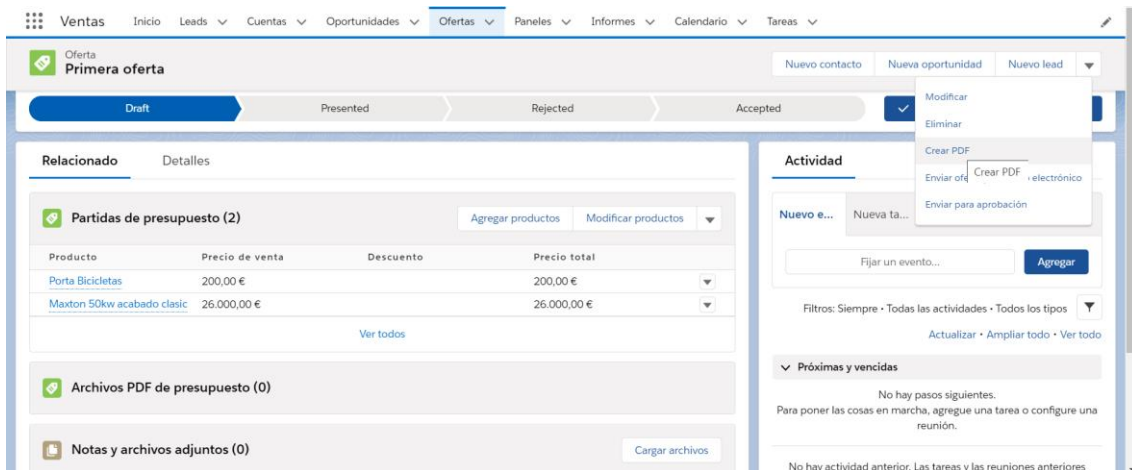 Ventas Inicio Leads Cuentas Oportunidades Ofertas Paneles Informes Calendario Tareas
Oferta
Primera oferta
Nuevo contacto Nueva oportunidad Nuevo lead
Draft Presented Rejected Accepted
Modificar
Eliminar
Crear PDF
Crear PDF
Enviar ofe electrónico
Enviar para aprobación
Relacionado Detalles
Partidas de presupuesto (2) Agregar productos Modificar productos
Producto Precio de venta Descuento Precio total
Porta Bicicletas 200,00 € 200,00 €
Maxton 50kw acabado clasic 26.000,00 € 26.000,00 €
Ver todos
Archivos PDF de presupuesto (0)
Notas y archivos adjuntos (0) Cargar archivos
Actividad
Nuevo e... Nueva ta...
Fijar un evento... Agregar
Filtros: Siempre • Todas las actividades • Todos los tipos
Actualizar • Ampliar todo • Ver todo
Próximas y vencidas
No hay pasos siguientes.
Para poner las cosas en marcha, agregue una tarea o configure una
reunión.
No hay actividad anterior. Las tareas y las reuniones anteriores